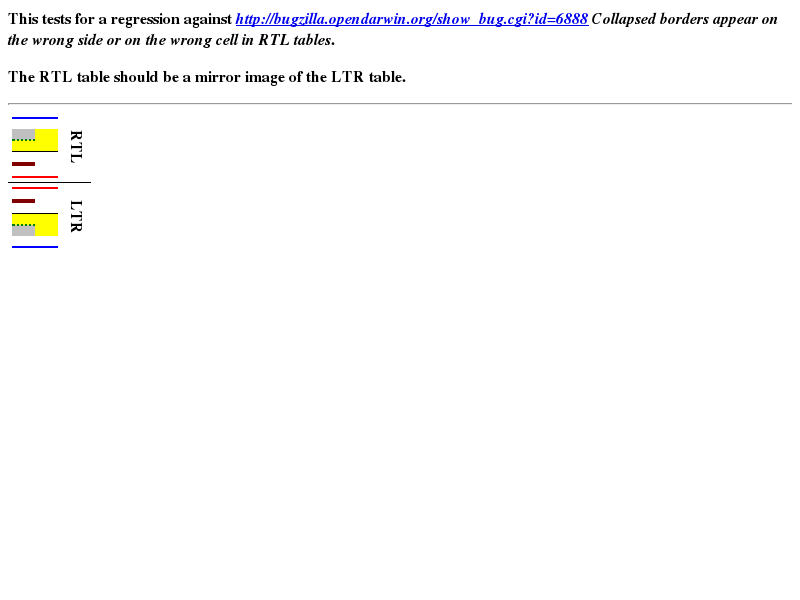 This tests for a regression against http://bugzilla.opendarwin.org/show_bug.cgi?id=6888 Collapsed borders appear on
the wrong side or on the wrong cell in RTL tables.
The RTL table should be a mirror image of the LTR table.
RTL
LTR